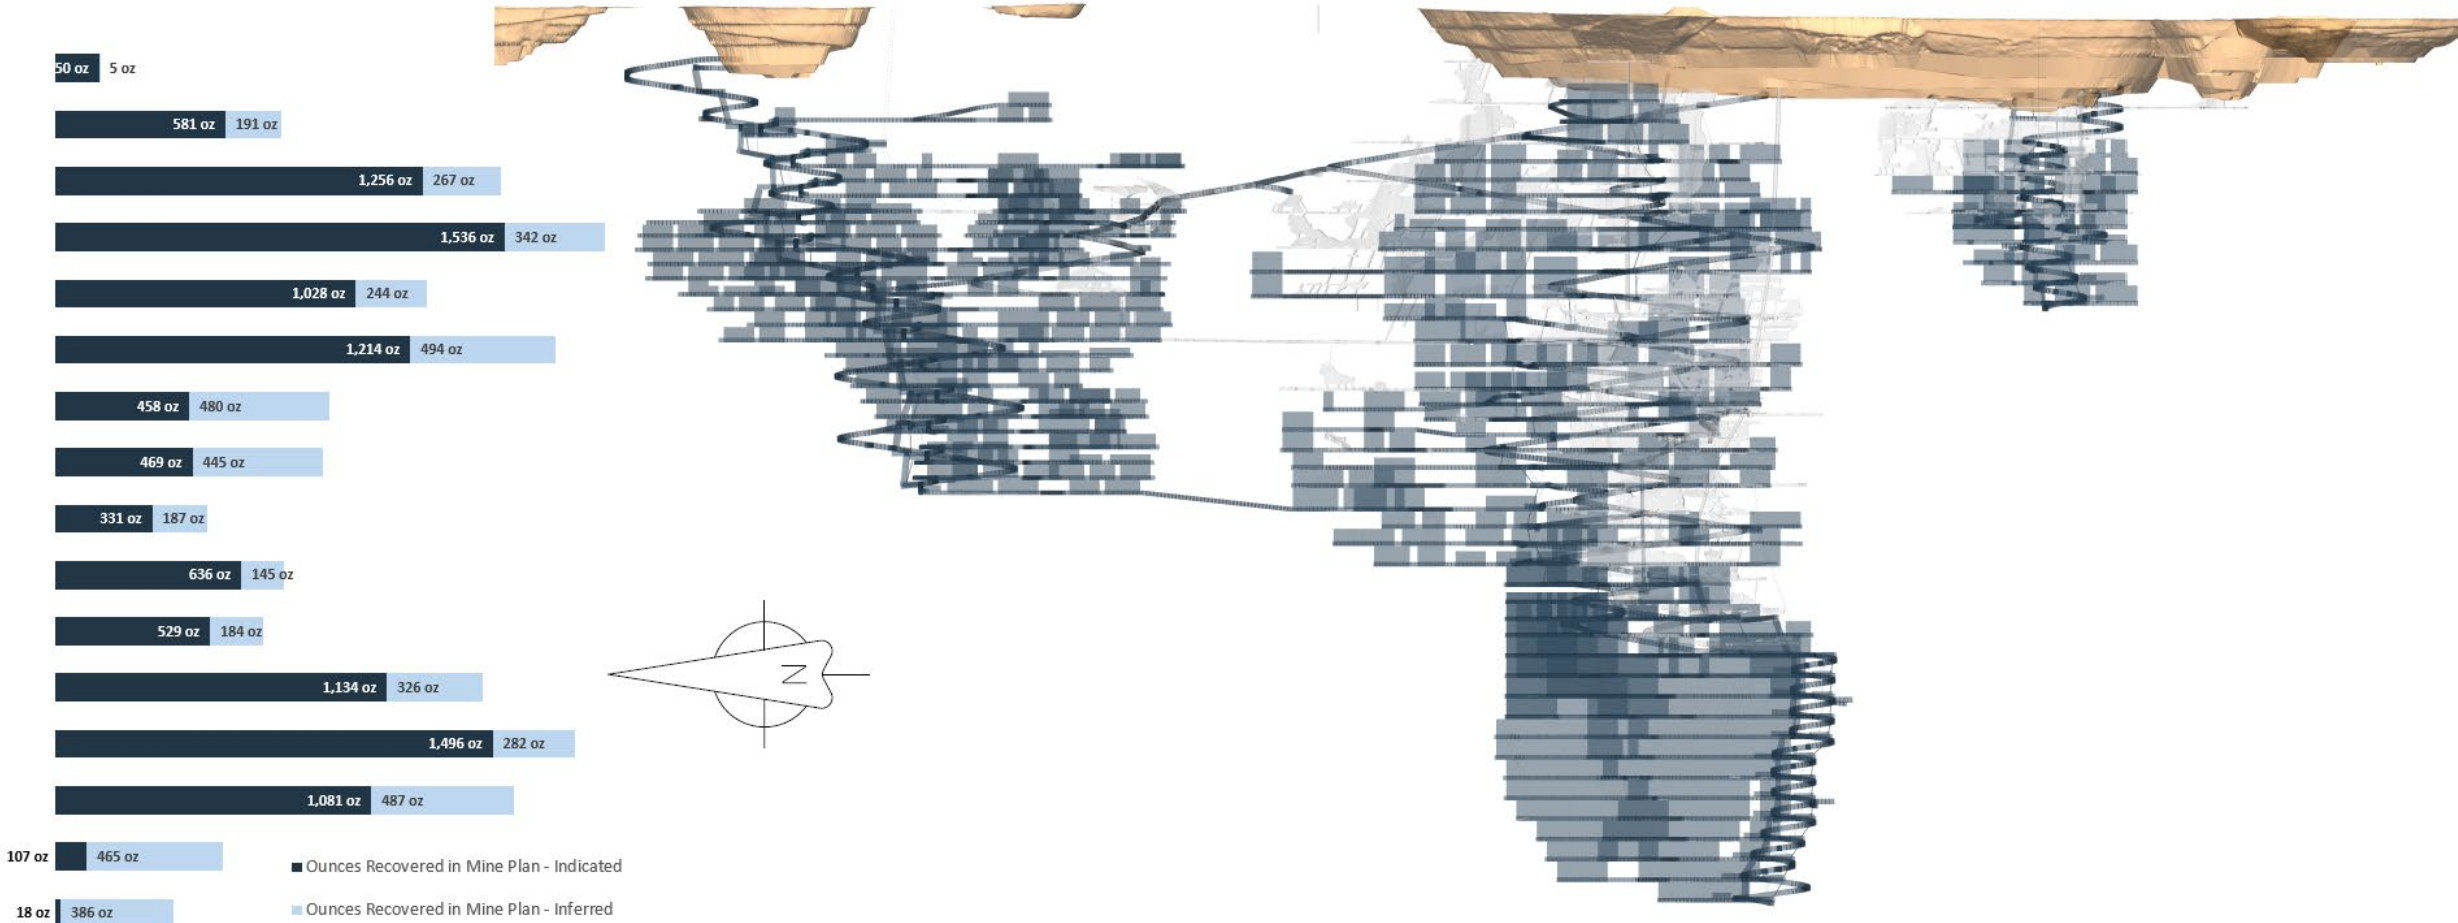 50 oz 5 oz
581 oz 191 oz
1,256 oz 267 oz
1,536 oz 342 oz
1,028 oz 244 oz
1,214 oz 494 oz
458 oz 480 oz
469 oz 445 oz
331 oz 187 oz
636 oz 145 oz
529 oz 184 oz
N
1,134 oz 326 oz
1,496 oz 282 oz
1,081 oz 487 oz
107 oz 465 oz
Ounces Recovered in Mine Plan - Indicated
18 oz 386 oz
Ounces Recovered in Mine Plan - Inferred